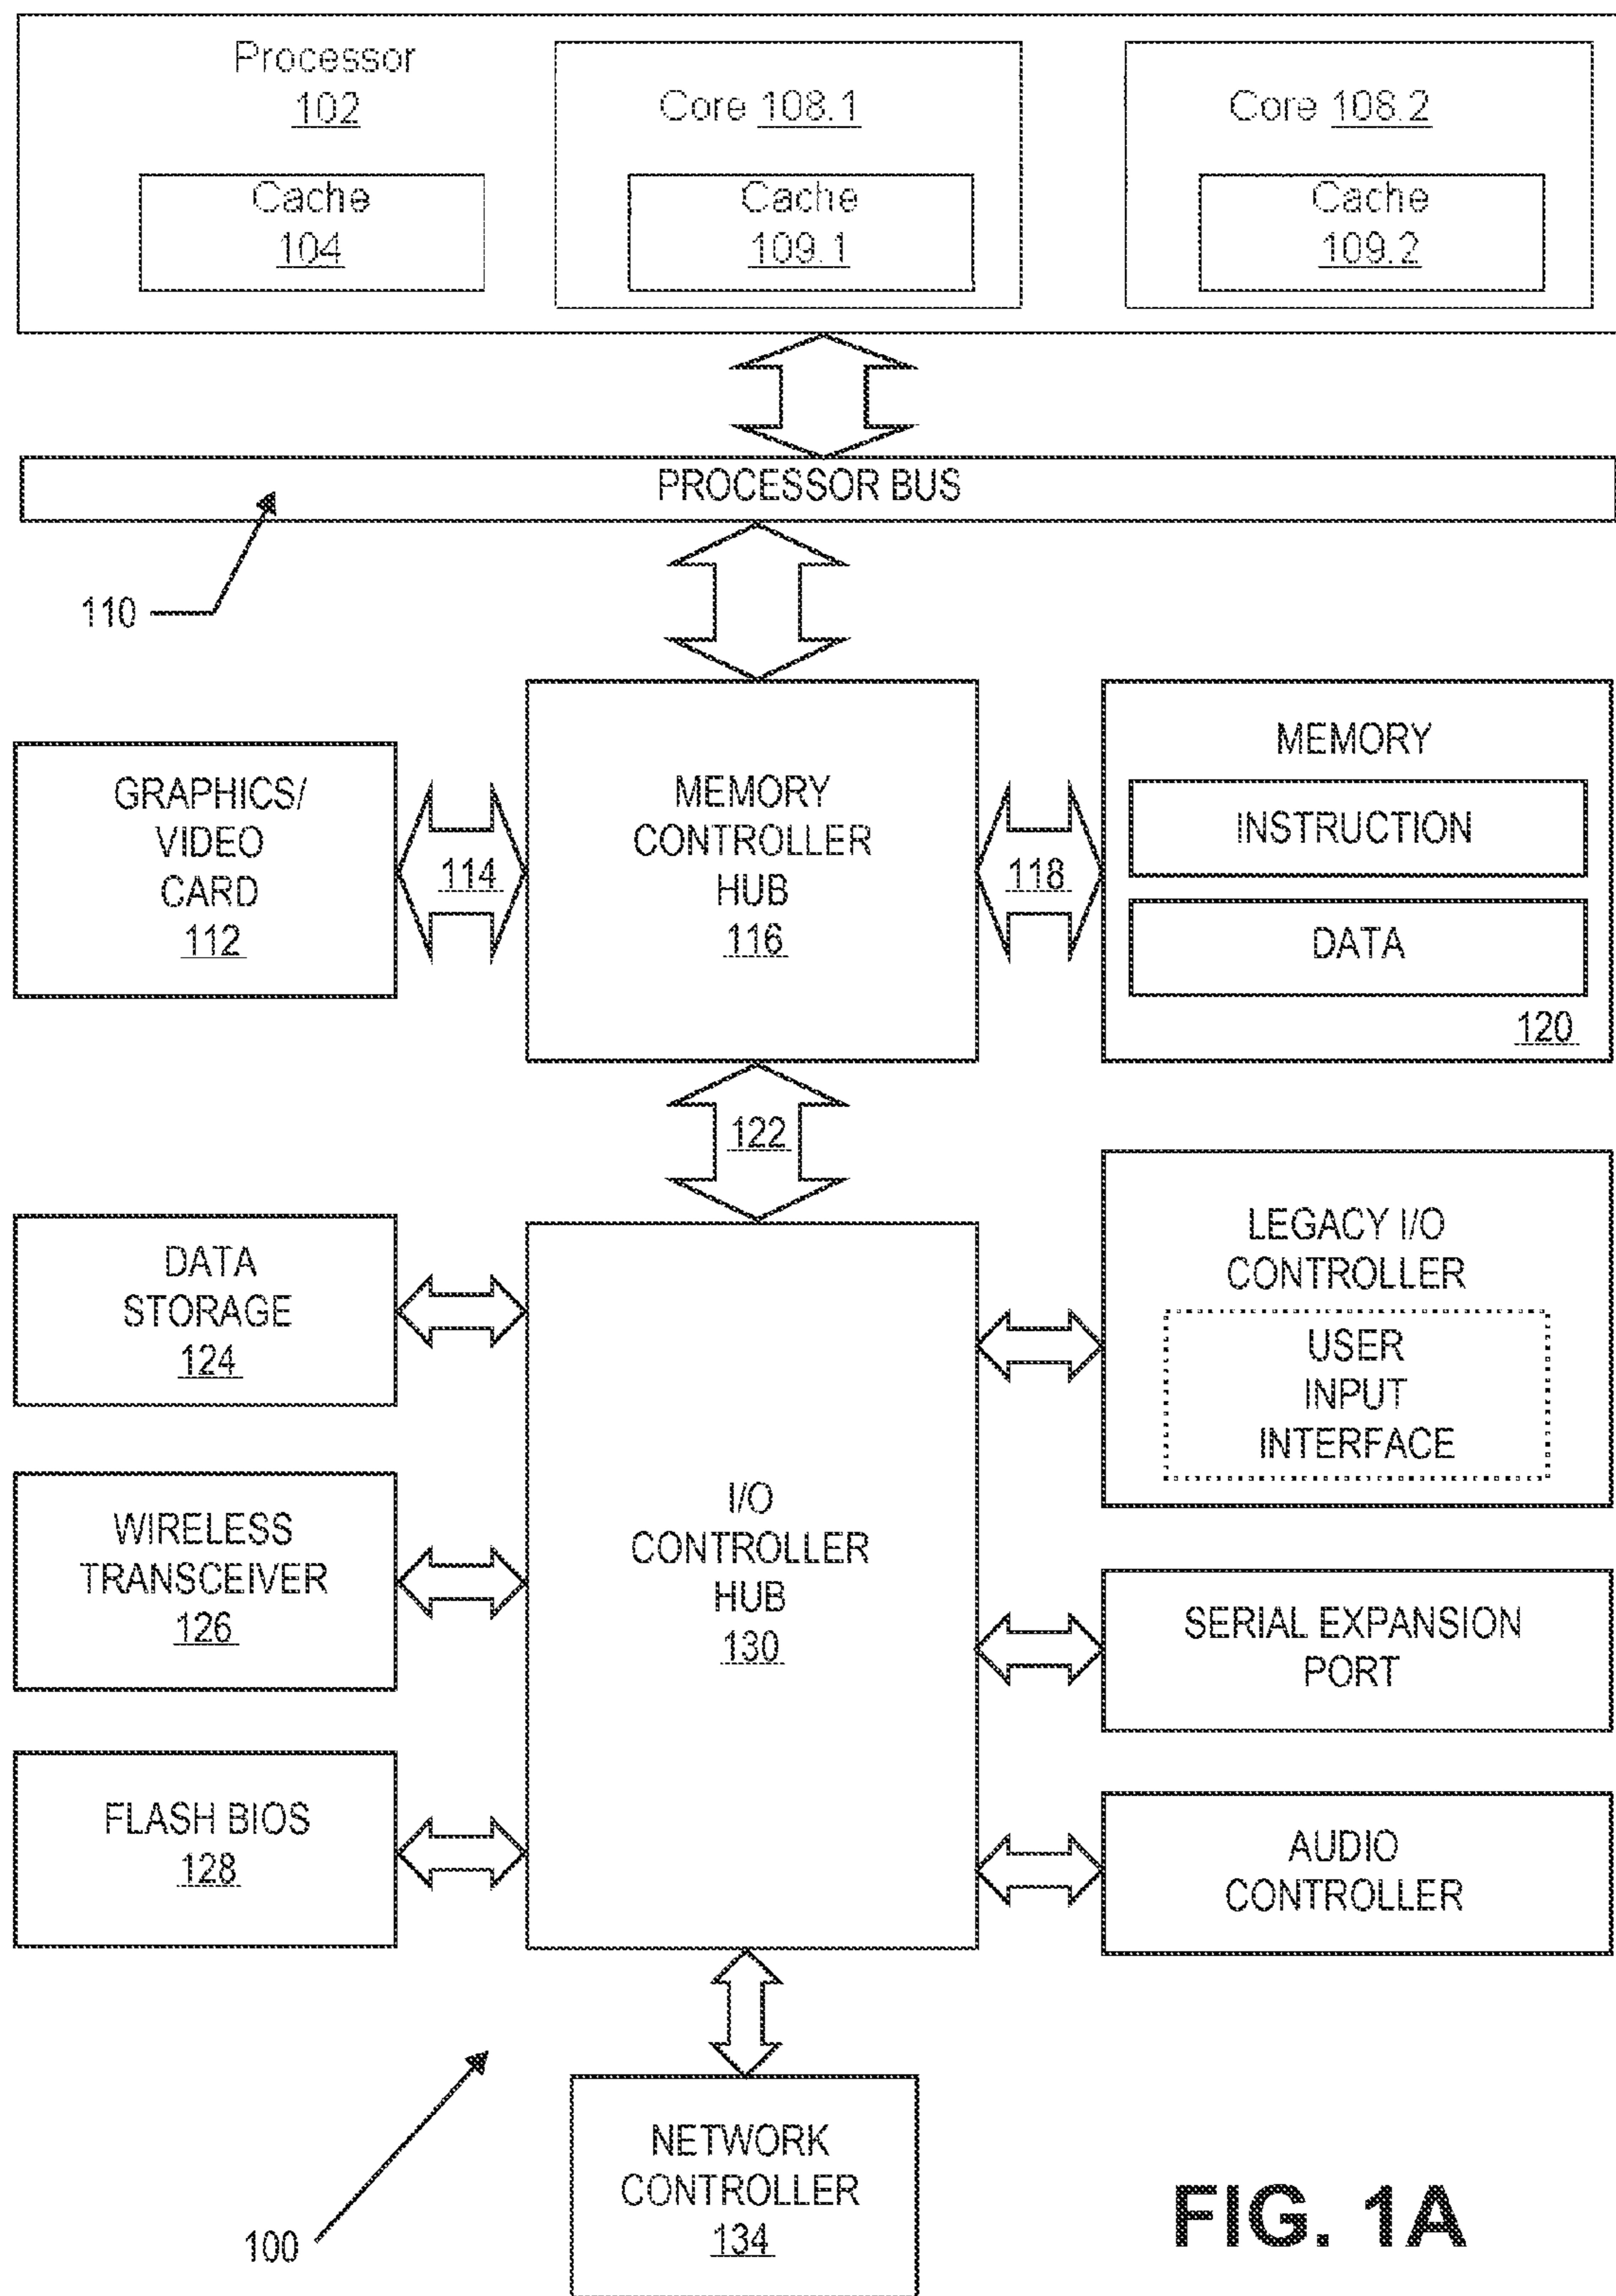 Processor
102
Cache
104
Core 108.1
Cache
109.1
Core 108.2
Cache
109.2
PROCESSOR BUS
110
GRAPHICS/
VIDEO
CARD
112
114
MEMORY
CONTROLLER
HUB
116
118
MEMORY
INSTRUCTION
DATA
120
122
DATA
STORAGE
124
WIRELESS
TRANSCEIVER
126
FLASH BIOS
128
I/O
CONTROLLER
HUB
130
LEGACY I/O
CONTROLLER
USER
INPUT
INTERFACE
SERIAL EXPANSION
PORT
AUDIO
CONTROLLER
NETWORK
CONTROLLER
134
100
FIG. 1A